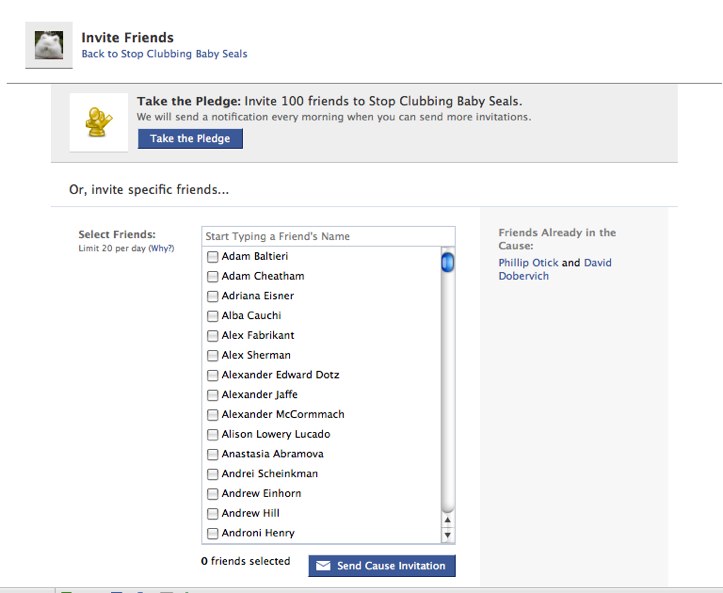 Invite Friends
Back to Stop Clubbing Baby Seals
Take the Pledge: Invite 100 friends to Stop Clubbing Baby Seals.
We will send a notification every morning when you can send more invitations.
Take the Pledge
Or, invite specific friends...
Select Friends:
Limit 20 per day (Why?)
Start Typing a Friend's Name
Adam Baltieri
Adam Cheatham
Adriana Eisner
Alba Cauchi
Alex Fabrikant
Alex Sherman
Alexander Edward Dotz
Alexander Jaffe
Alexander McCormmach
Alison Lowery Lucado
Anastasia Abramova
Andrei Scheinkman
Andrew Einhorn
Andrew Hill
Androni Henry
0 friends selected
Send Cause Invitation
Friends Already in the
Cause:
Phillip Otick and David
Dobervich